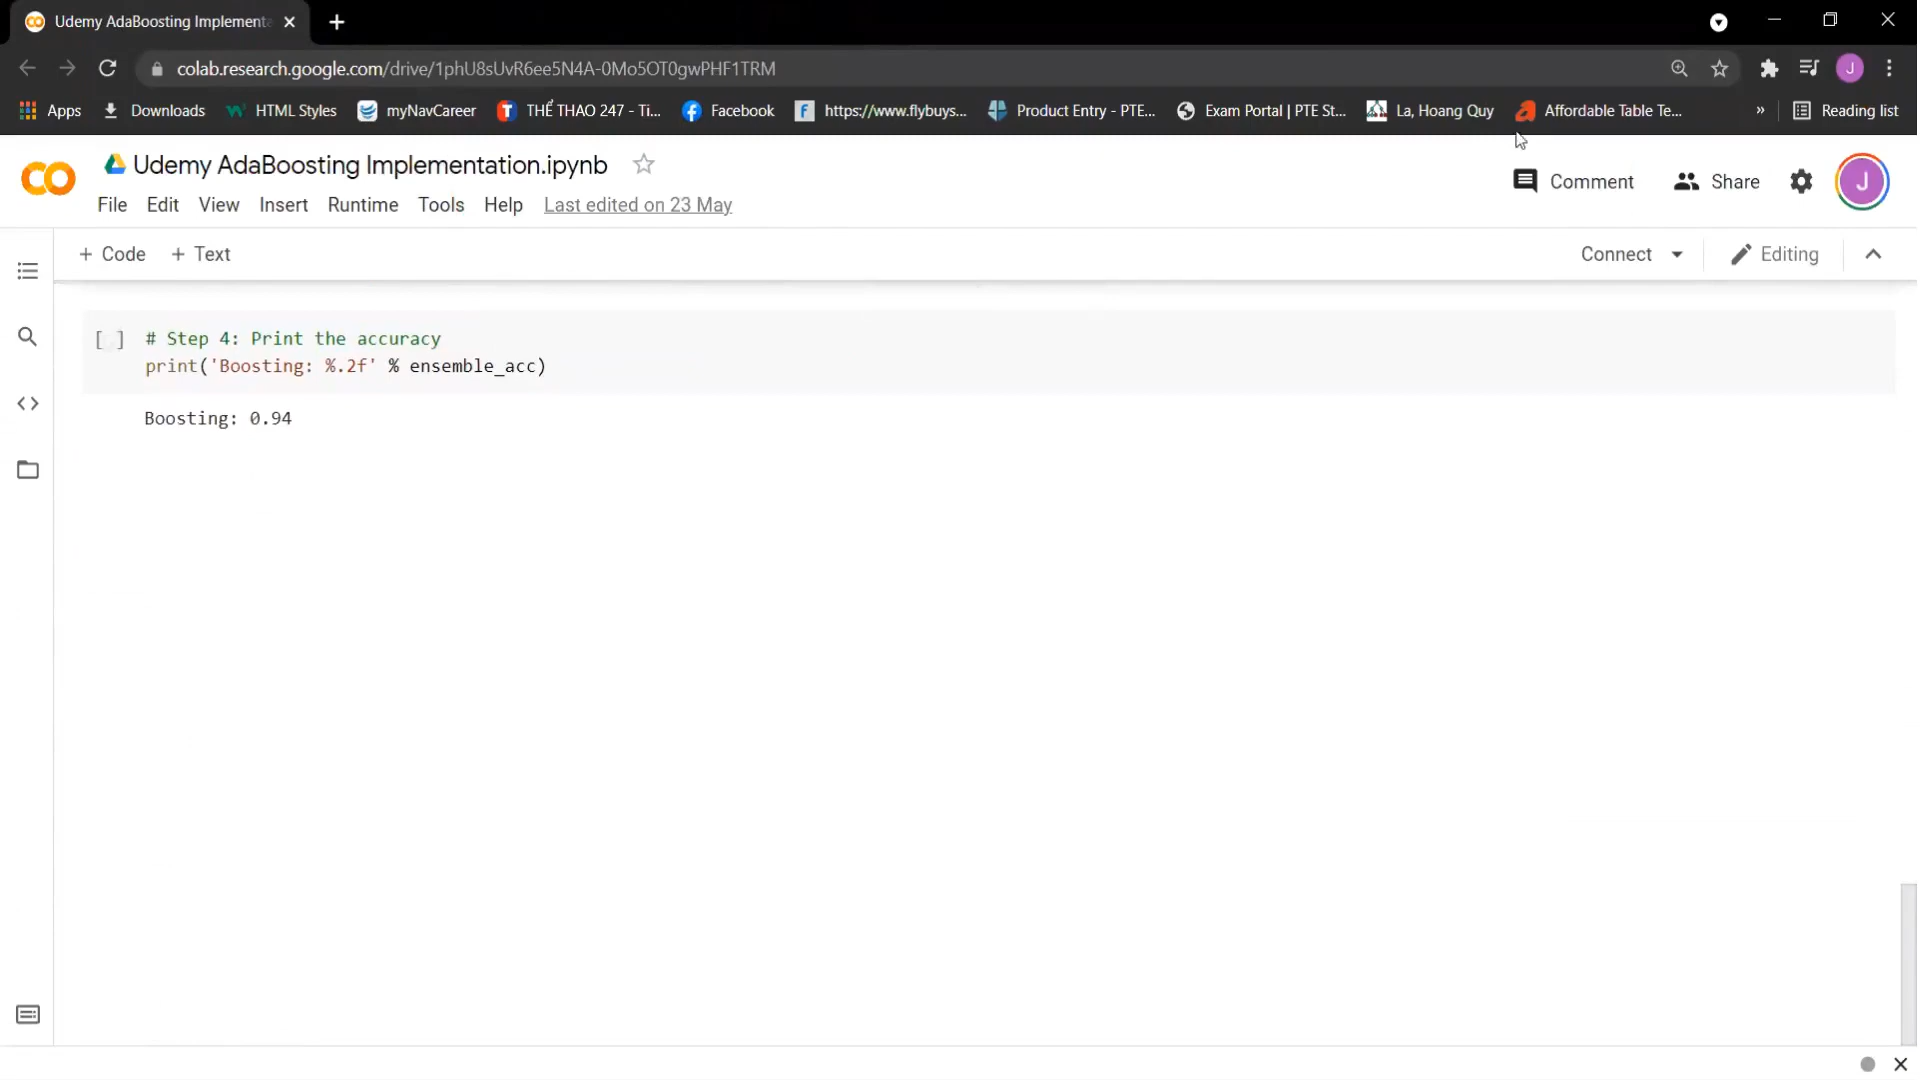 Udemy AdaBoosting Implementa
colab.research.google.com/drive/1phU8sUvR6ee5N4A-0Mo5OT0gwPHF1TRM
J
Apps Downloads HTML Styles myNavCareer THỂ THAO 247 - Ti... Facebook https://www.flybuys... Product Entry - PTE... Exam Portal | PTE St... La, Hoang Quy Affordable Table Te... » Reading list
Udemy AdaBoosting Implementation.ipynb
Comment Share J
File Edit View Insert Runtime Tools Help Last edited on 23 May
+ Code + Text Connect Editing
[ ] # Step 4: Print the accuracy
print('Boosting: %.2f' % ensemble_acc)
Boosting: 0.94